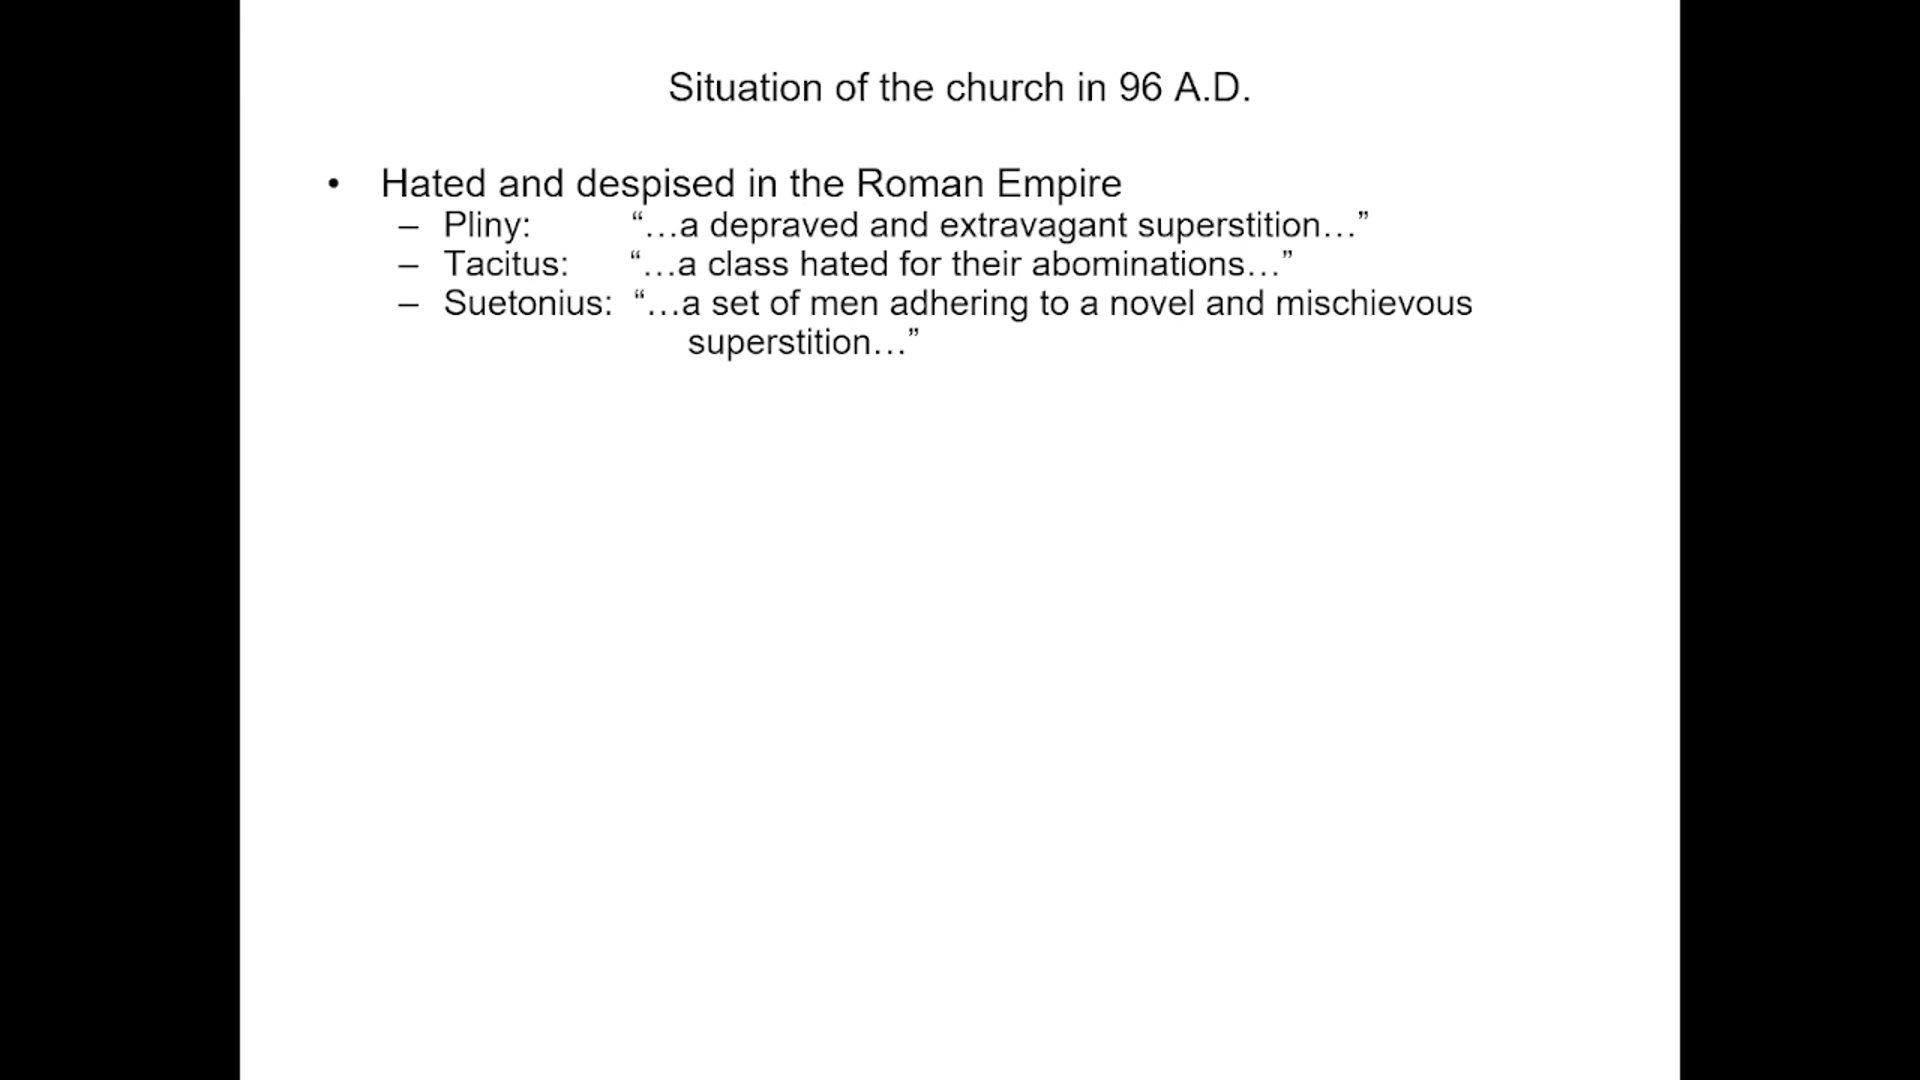 Situation of the church in 96 A.D.
• Hated and despised in the Roman Empire
– Pliny: “…a depraved and extravagant superstition…”
– Tacitus: “…a class hated for their abominations…”
– Suetonius: “…a set of men adhering to a novel and mischievous
superstition…”